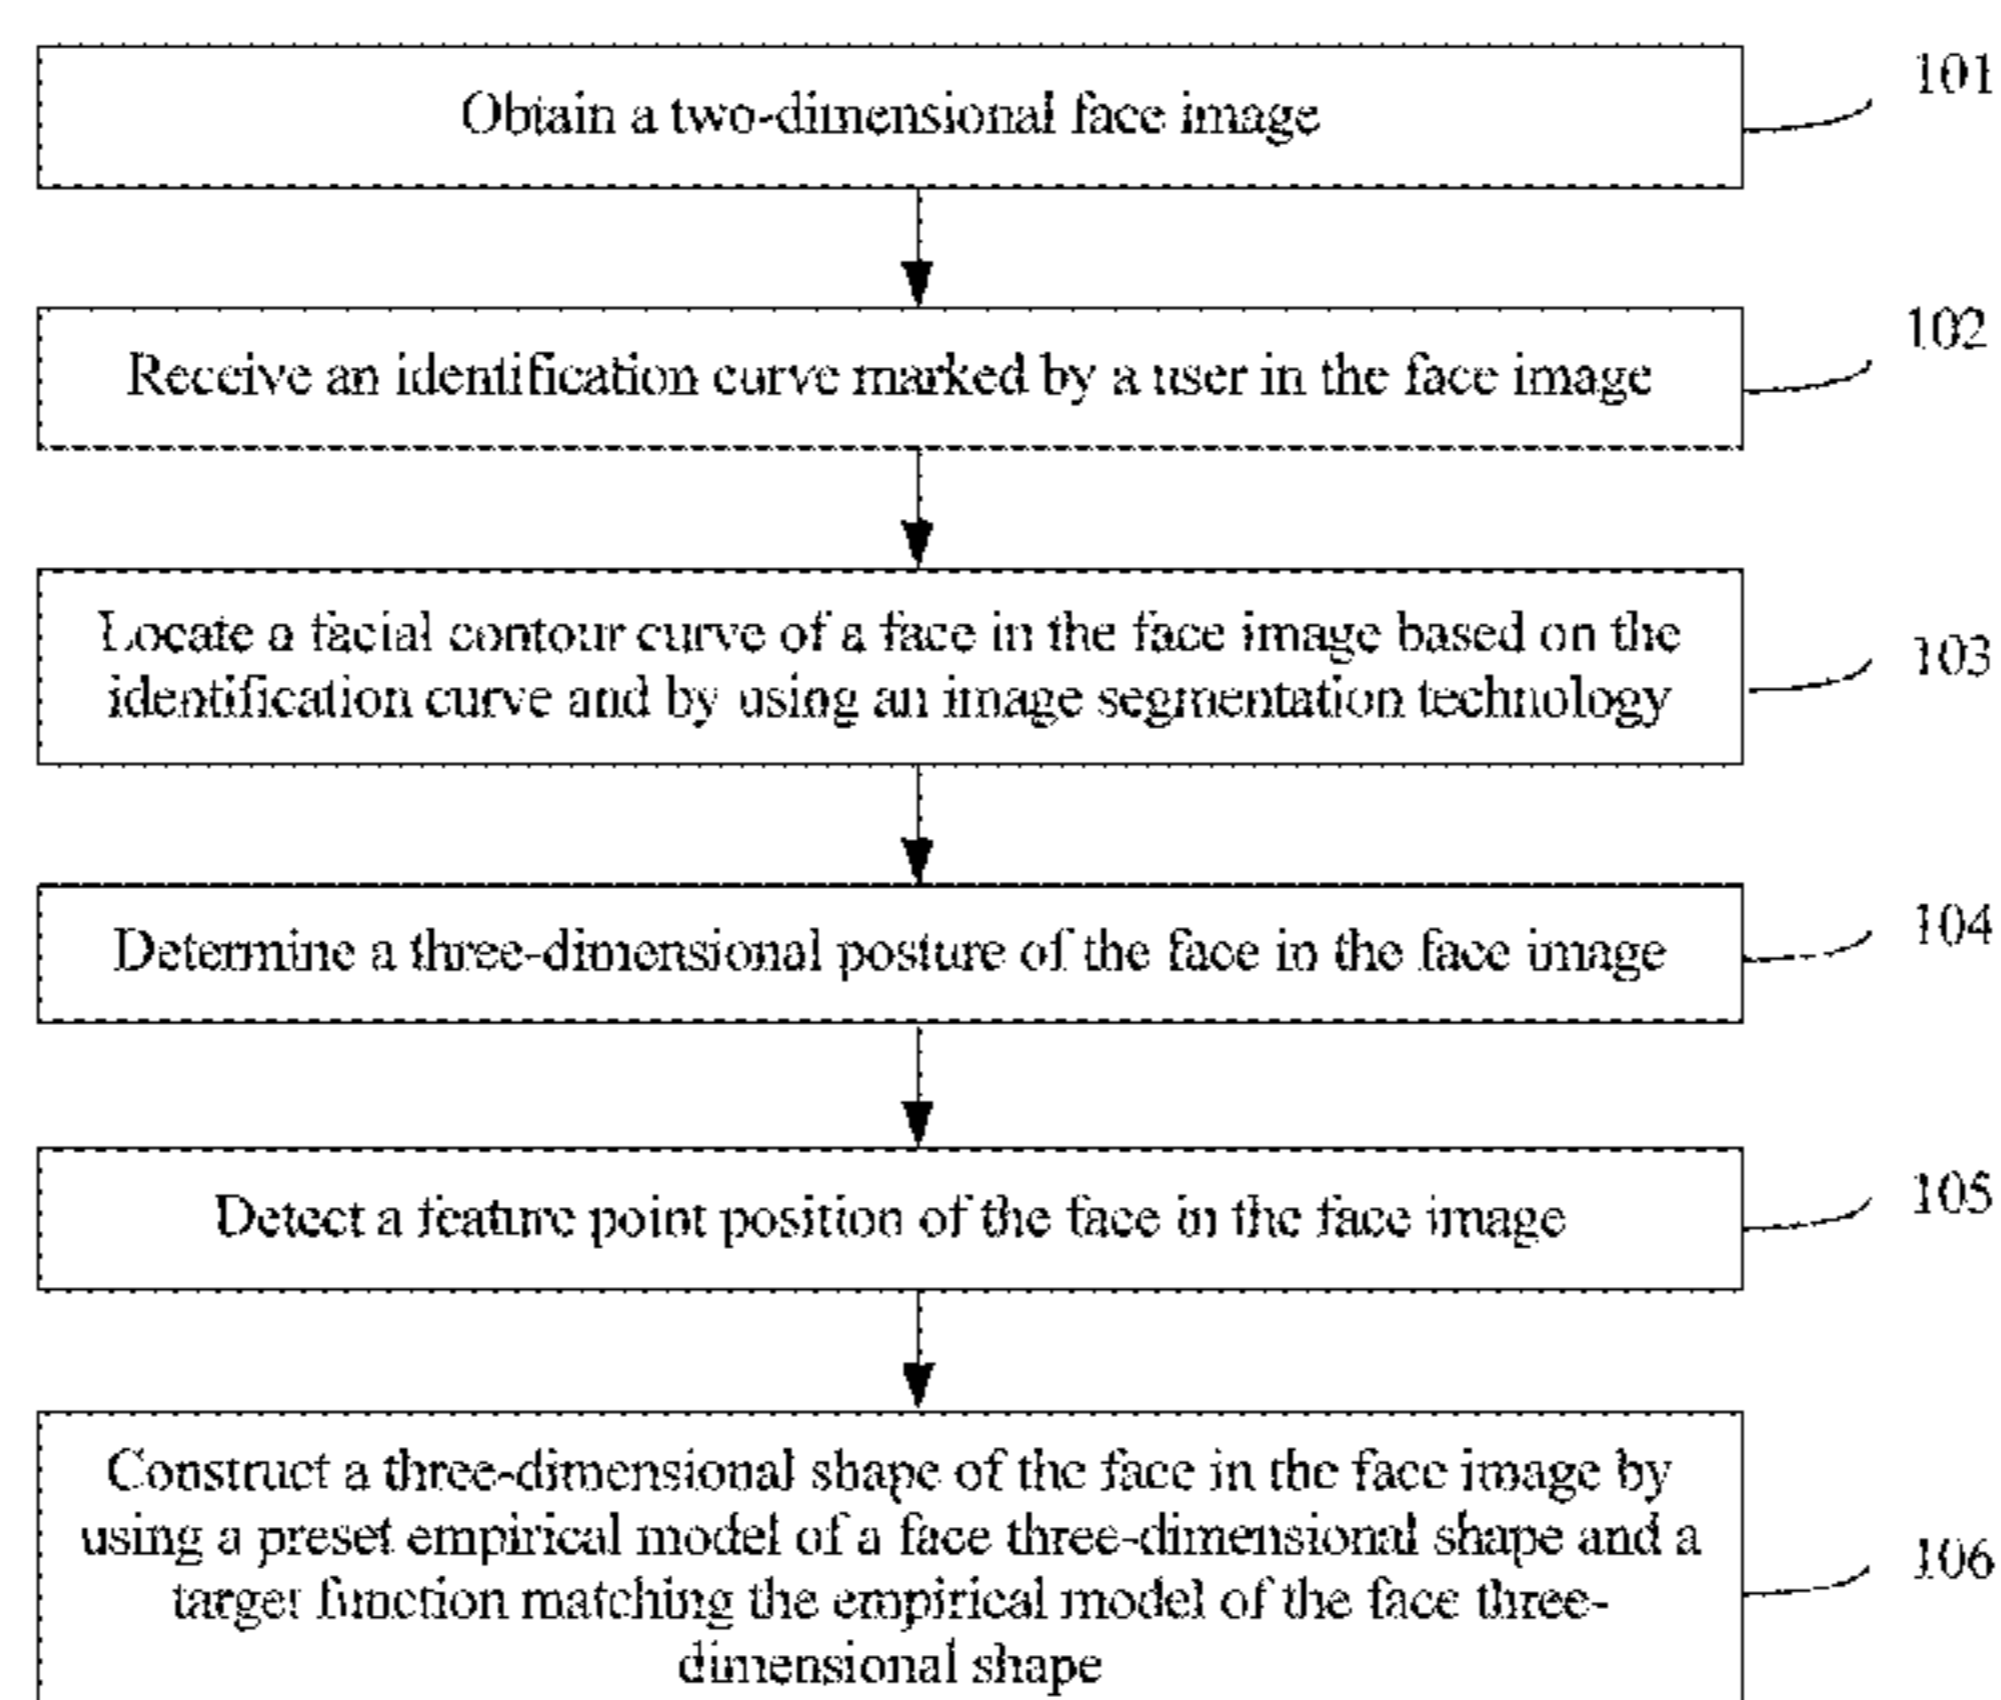 Obtain a two-dimensional face image
101
Receive an identification curve marked by a user in the face image
102
Locate a facial contour curve of a face in the face image based on the
identification curve and by using an image segmentation technology
103
Determine a three-dimensional posture of the face in the face image
104
Detect a feature point position of the face in the face image
105
Construct a three-dimensional shape of the face in the face image by
using a preset empirical model of a face three-dimensional shape and a
target function matching the empirical model of the face three-
dimensional shape
106